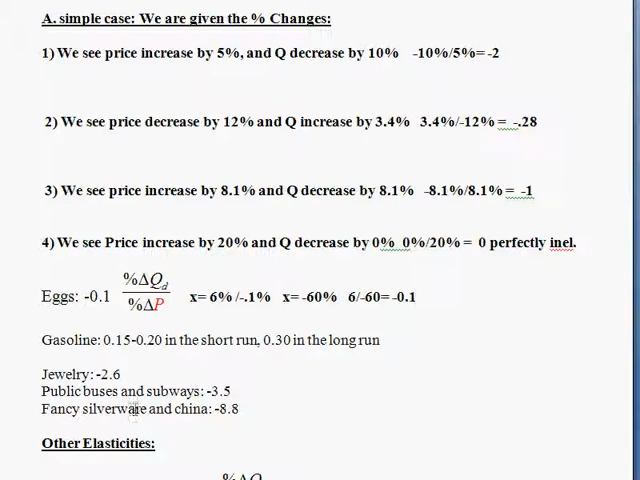 A. simple case: We are given the % Changes:
1) We see price increase by 5%, and Q decrease by 10% -10%/5%= -2
2) We see price decrease by 12% and Q increase by 3.4% 3.4%/-12% = -.28
3) We see price increase by 8.1% and Q decrease by 8.1% -8.1%/8.1% = -1
4) We see Price increase by 20% and Q decrease by 0% 0%/20% = 0 perfectly inel.
%ΔQd
Eggs: -0.1 x= 6% /-.1% x= -60% 6/-60= -0.1
%ΔP
Gasoline: 0.15-0.20 in the short run, 0.30 in the long run
Jewelry: -2.6
Public buses and subways: -3.5
Fancy silverware and china: -8.8
Other Elasticities:
%ΔQ